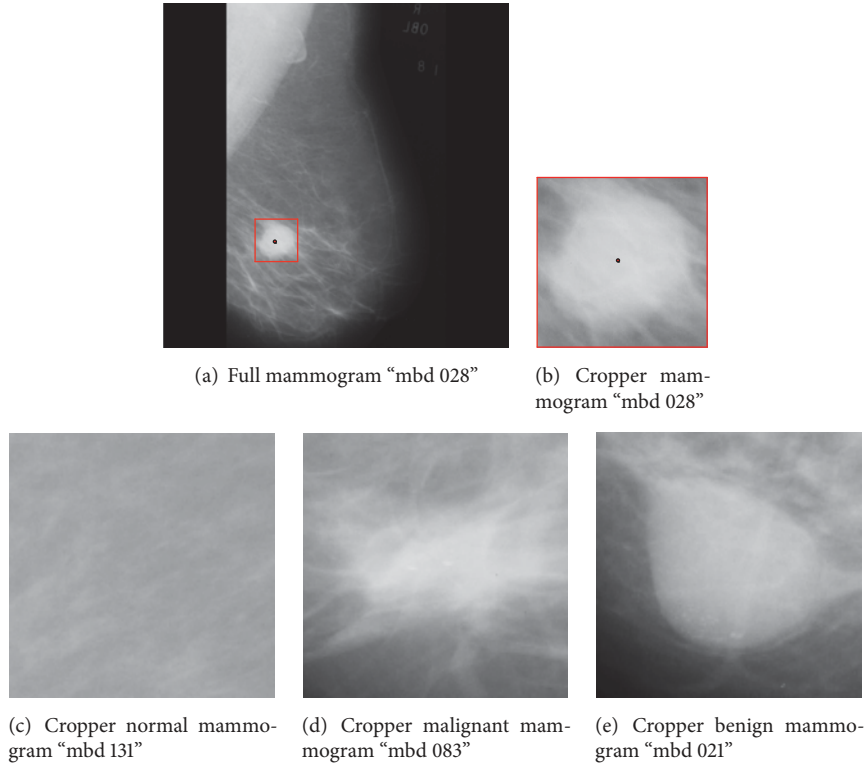 (a) Full mammogram “mbd 028”
(b) Cropper mam-
mogram “mbd 028”
(c) Cropper normal mammo-
gram “mbd 131”
(d) Cropper malignant mam-
mogram “mbd 083”
(e) Cropper benign mammo-
gram “mbd 021”